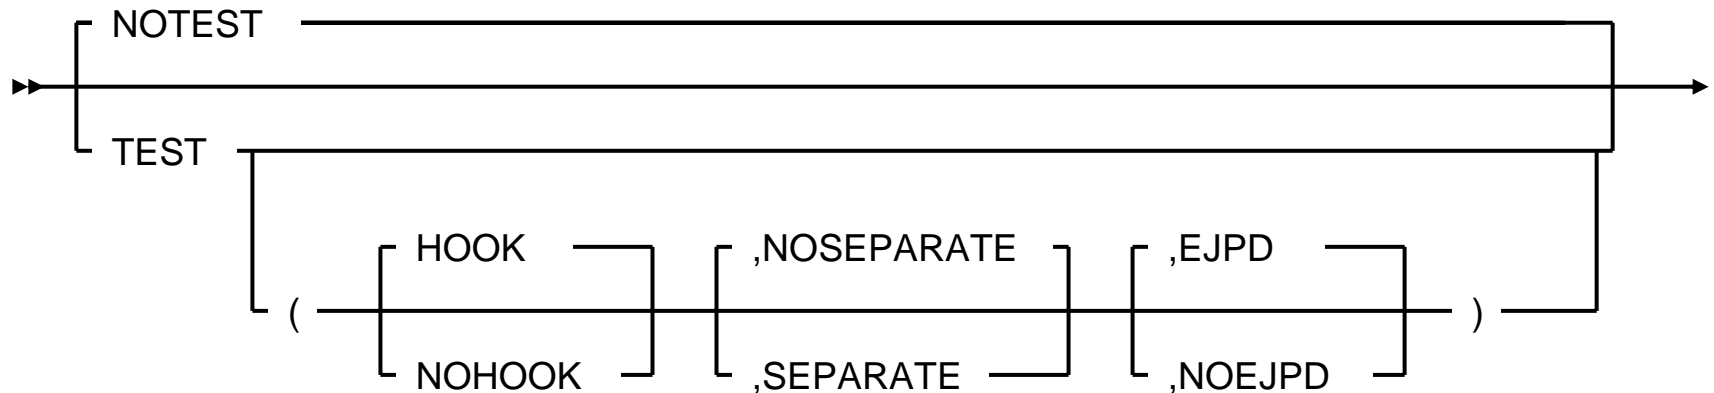 NOTEST
TEST
HOOK ,NOSEPARATE ,EJPD
( )
NOHOOK ,SEPARATE ,NOEJPD